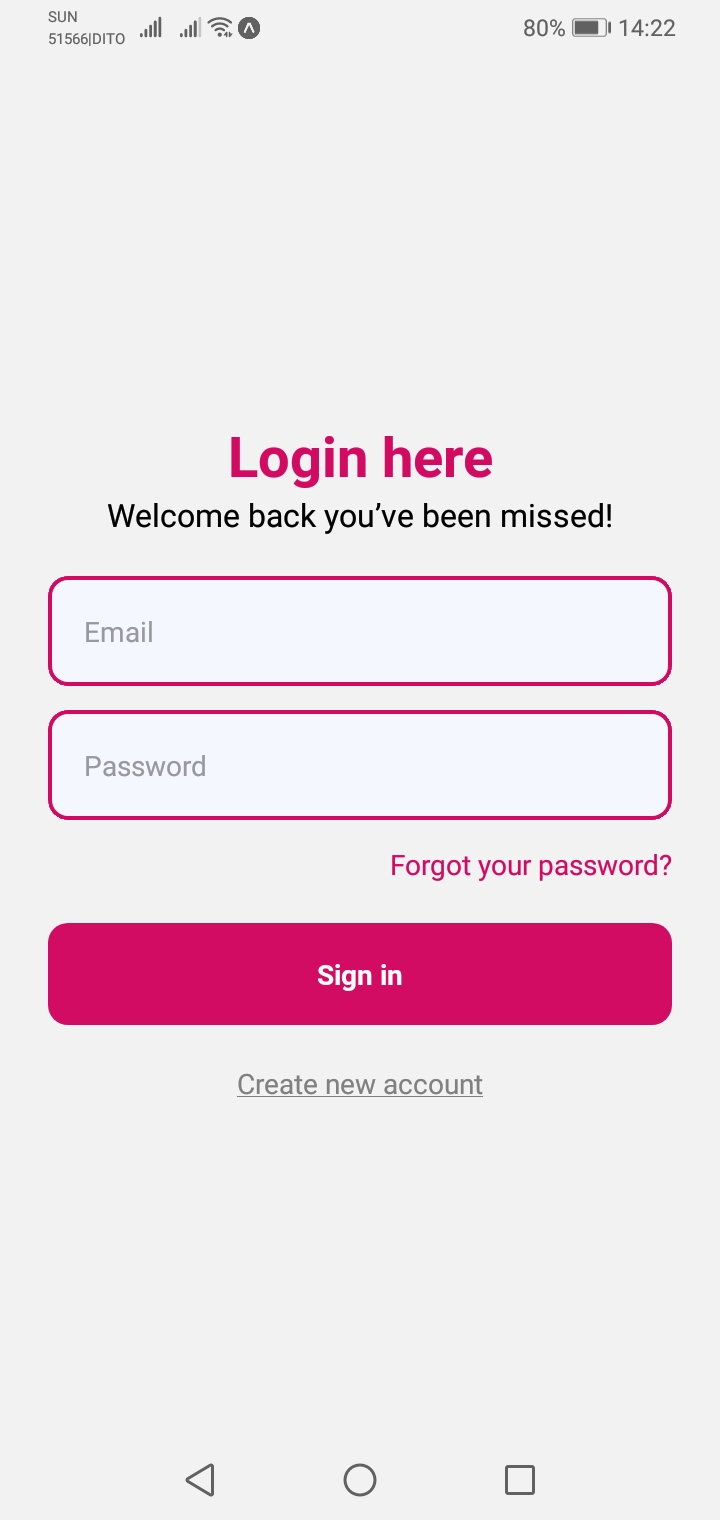 SUN
51566|DITO
80% 14:22
Login here
Welcome back you’ve been missed!
Email
Password
Forgot your password?
Sign in
Create new account